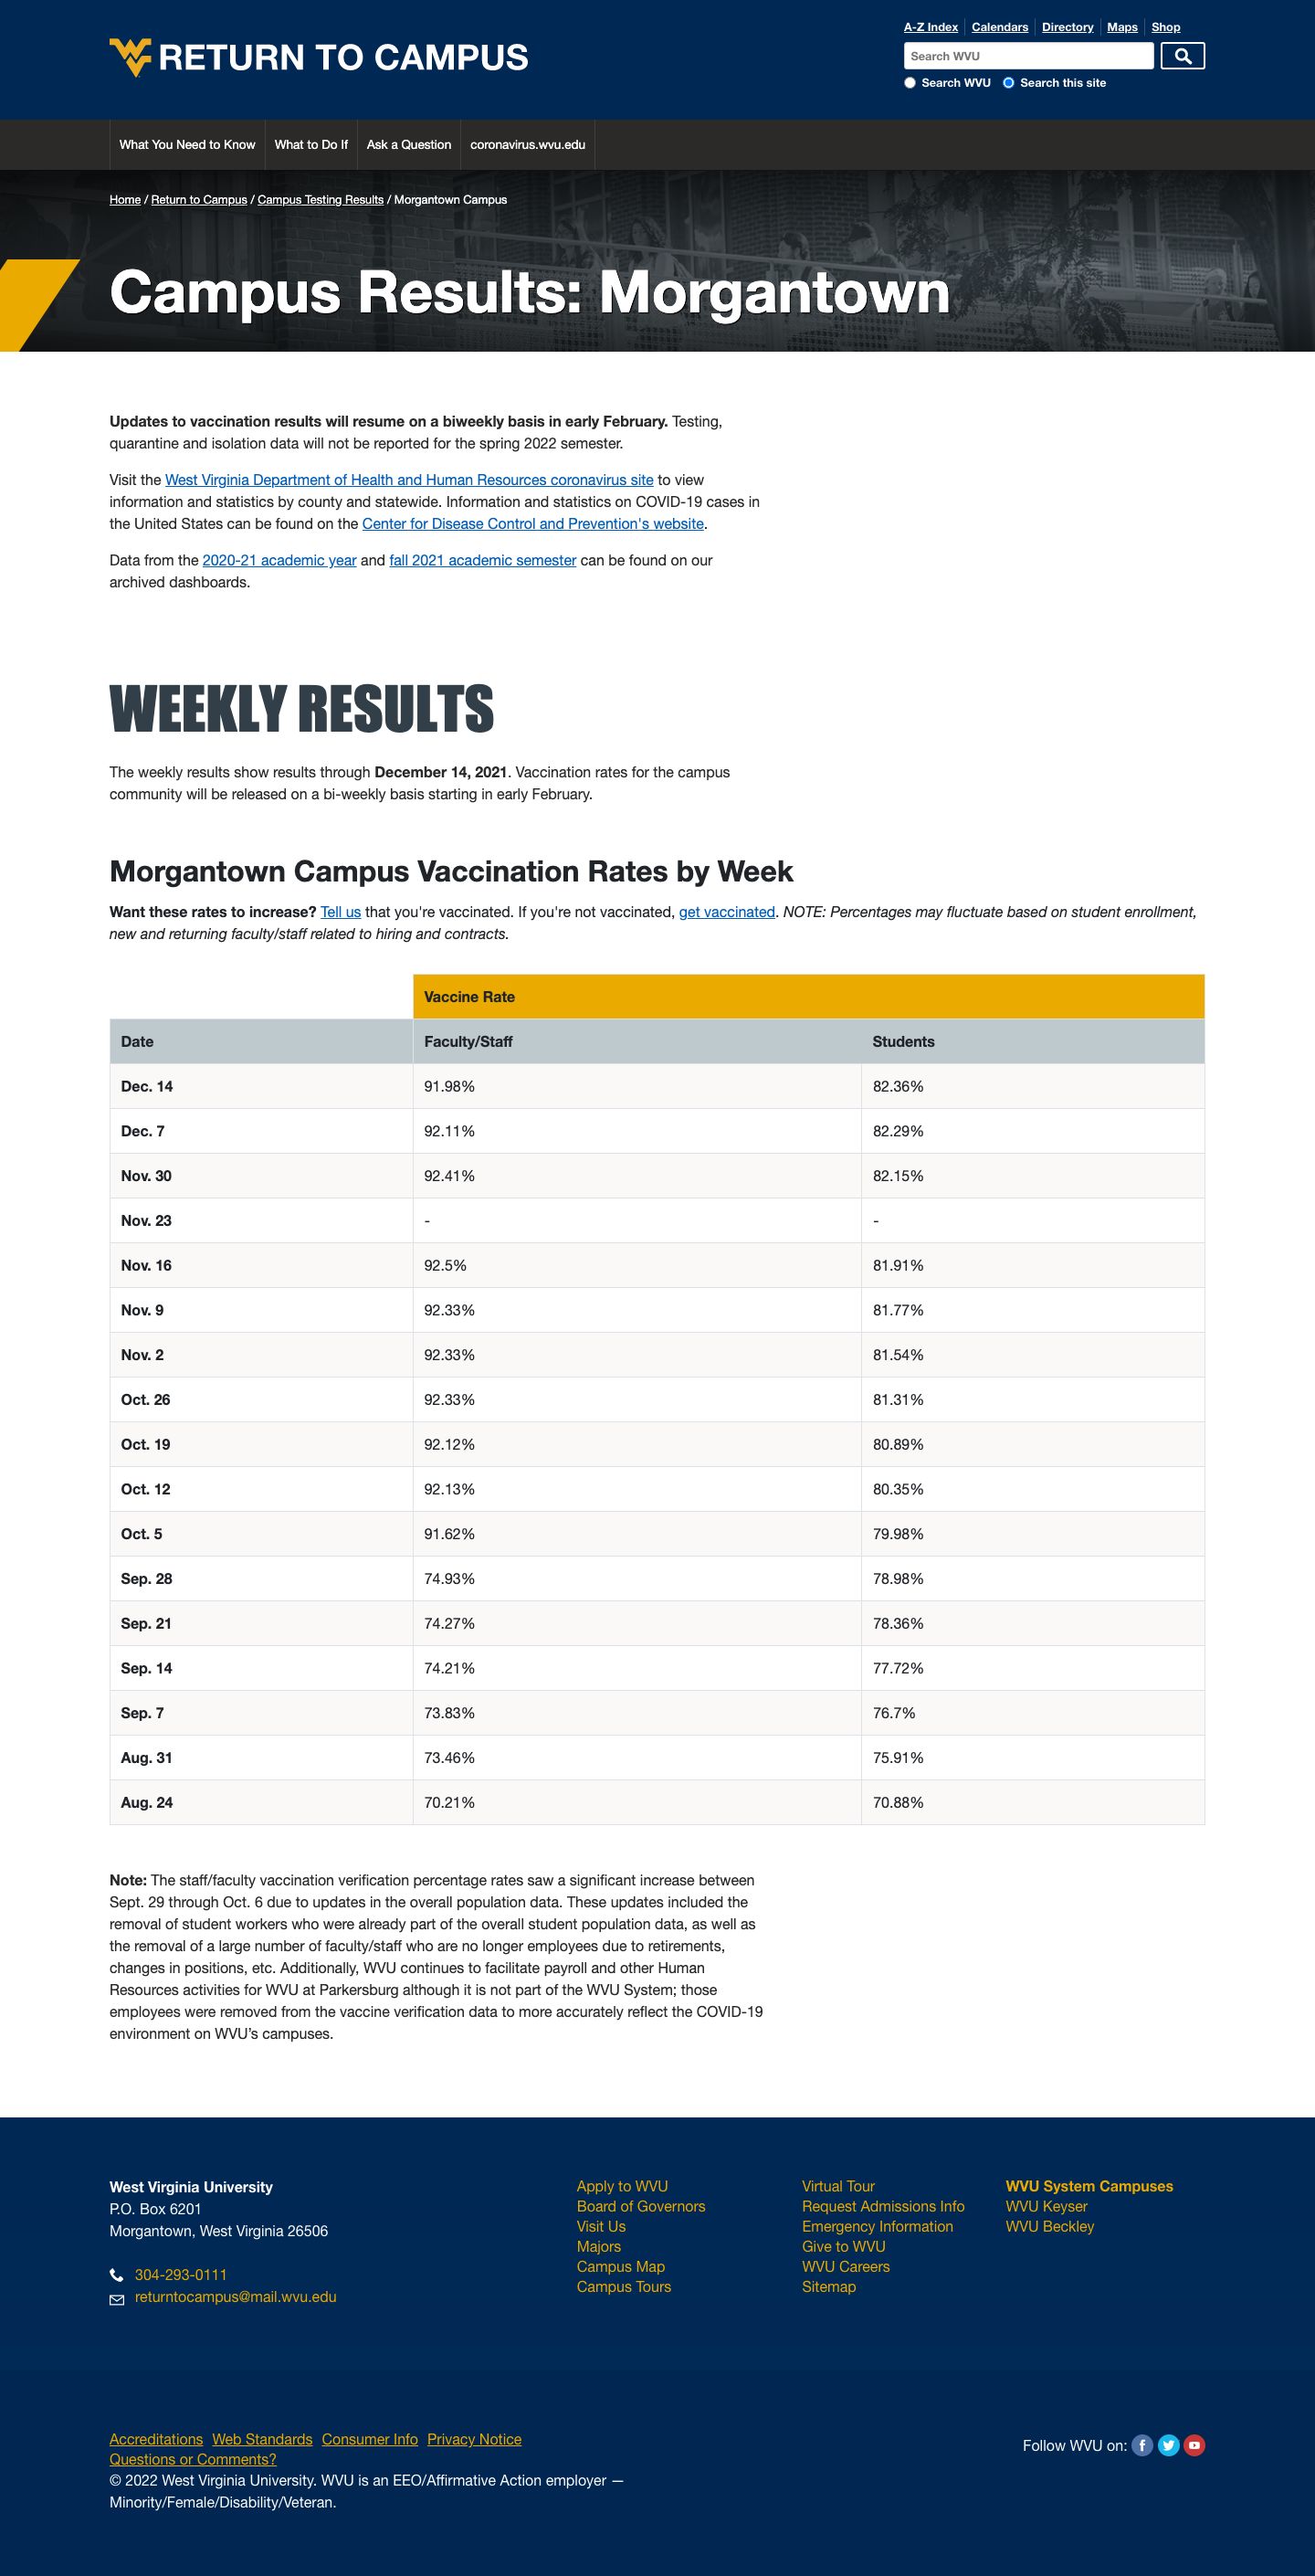 A-Z Index Calendars Directory Maps Shop
RETURN TO CAMPUS
Search WVU
Search WVU Search this site
What You Need to Know What to Do If Ask a Question coronavirus.wvu.edu
Home / Return to Campus / Campus Testing Results / Morgantown Campus
Campus Results: Morgantown
Updates to vaccination results will resume on a biweekly basis in early February. Testing,
quarantine and isolation data will not be reported for the spring 2022 semester.
Visit the West Virginia Department of Health and Human Resources coronavirus site to view
information and statistics by county and statewide. Information and statistics on COVID-19 cases in
the United States can be found on the Center for Disease Control and Prevention's website.
Data from the 2020-21 academic year and fall 2021 academic semester can be found on our
archived dashboards.
WEEKLY RESULTS
The weekly results show results through December 14, 2021. Vaccination rates for the campus
community will be released on a bi-weekly basis starting in early February.
Morgantown Campus Vaccination Rates by Week
Want these rates to increase? Tell us that you're vaccinated. If you're not vaccinated, get vaccinated. NOTE: Percentages may fluctuate based on student enrollment,
new and returning faculty/staff related to hiring and contracts.
Vaccine Rate
Date Faculty/Staff Students
Dec. 14 91.98% 82.36%
Dec. 7 92.11% 82.29%
Nov. 30 92.41% 82.15%
Nov. 23 - -
Nov. 16 92.5% 81.91%
Nov. 9 92.33% 81.77%
Nov. 2 92.33% 81.54%
Oct. 26 92.33% 81.31%
Oct. 19 92.12% 80.89%
Oct. 12 92.13% 80.35%
Oct. 5 91.62% 79.98%
Sep. 28 74.93% 78.98%
Sep. 21 74.27% 78.36%
Sep. 14 74.21% 77.72%
Sep. 7 73.83% 76.7%
Aug. 31 73.46% 75.91%
Aug. 24 70.21% 70.88%
Note: The staff/faculty vaccination verification percentage rates saw a significant increase between
Sept. 29 through Oct. 6 due to updates in the overall population data. These updates included the
removal of student workers who were already part of the overall student population data, as well as
the removal of a large number of faculty/staff who are no longer employees due to retirements,
changes in positions, etc. Additionally, WVU continues to facilitate payroll and other Human
Resources activities for WVU at Parkersburg although it is not part of the WVU System; those
employees were removed from the vaccine verification data to more accurately reflect the COVID-19
environment on WVU's campuses.
West Virginia University
P.O. Box 6201
Morgantown, West Virginia 26506
304-293-0111
returntocampus@mail.wvu.edu
Apply to WVU
Board of Governors
Visit Us
Majors
Campus Map
Campus Tours
Virtual Tour
Request Admissions Info
Emergency Information
Give to WVU
WVU Careers
Sitemap
WVU System Campuses
WVU Keyser
WVU Beckley
Accreditations Web Standards Consumer Info Privacy Notice
Questions or Comments?
© 2022 West Virginia University. WVU is an EEO/Affirmative Action employer —
Minority/Female/Disability/Veteran.
Follow WVU on: